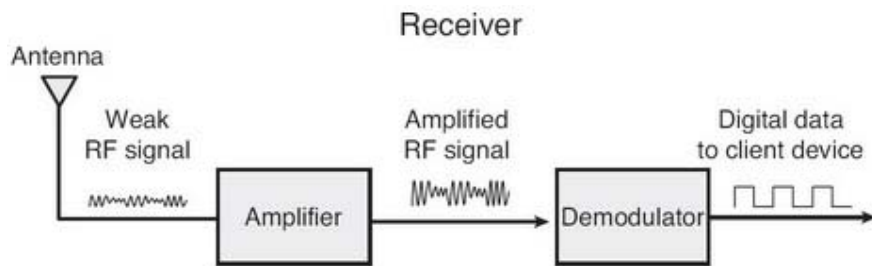 Receiver
Antenna
Weak
RF signal
Amplified
RF signal
Digital data
to client device
Amplifier
Demodulator